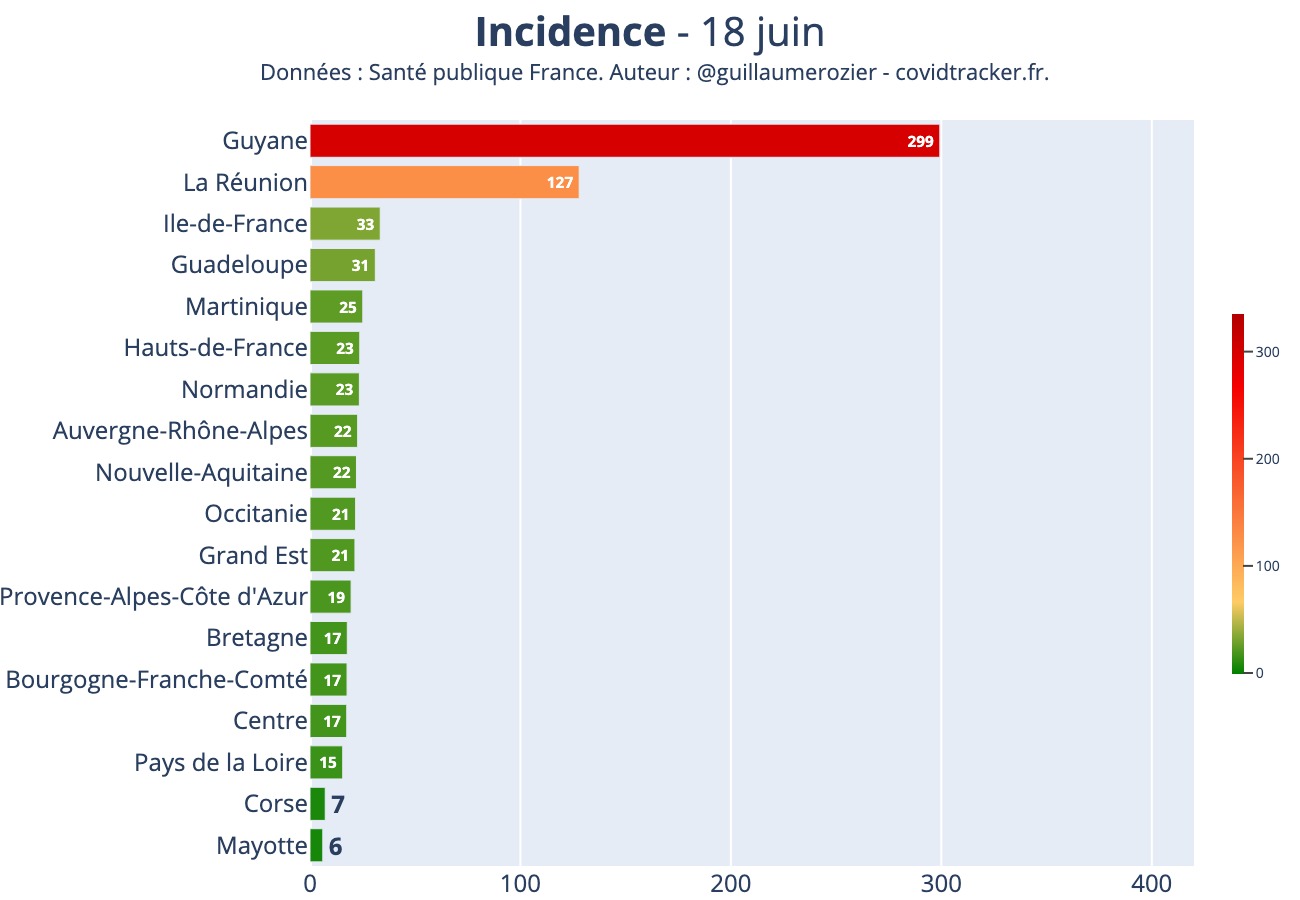 Incidence - 18 juin
Données : Santé publique France. Auteur : @guillaumerozier - covidtracker.fr.
Guyane 299
La Réunion 127
Ile-de-France 33
Guadeloupe 31
Martinique 25
Hauts-de-France 23
Normandie 23
Auvergne-Rhône-Alpes 22
Nouvelle-Aquitaine 22
Occitanie 21
Grand Est 21
Provence-Alpes-Côte d'Azur 19
Bretagne 17
Bourgogne-Franche-Comté 17
Centre 17
Pays de la Loire 15
Corse 7
Mayotte 6
0 100 200 300 400
300
200
100
0